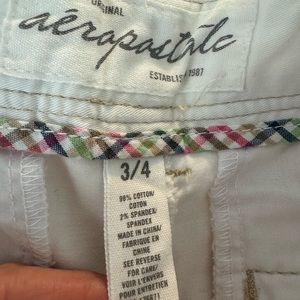 ORIGINAL
aéropostale
ESTABLISHED 1987
3/4
98% COTTON/
COTON
2% SPANDEX/
SPANDEX
MADE IN CHINA/
FABRIQUÉ EN
CHINE
SEE REVERSE
FOR CARE/
VOIR L'ENVERS
POUR ENTRETIEN